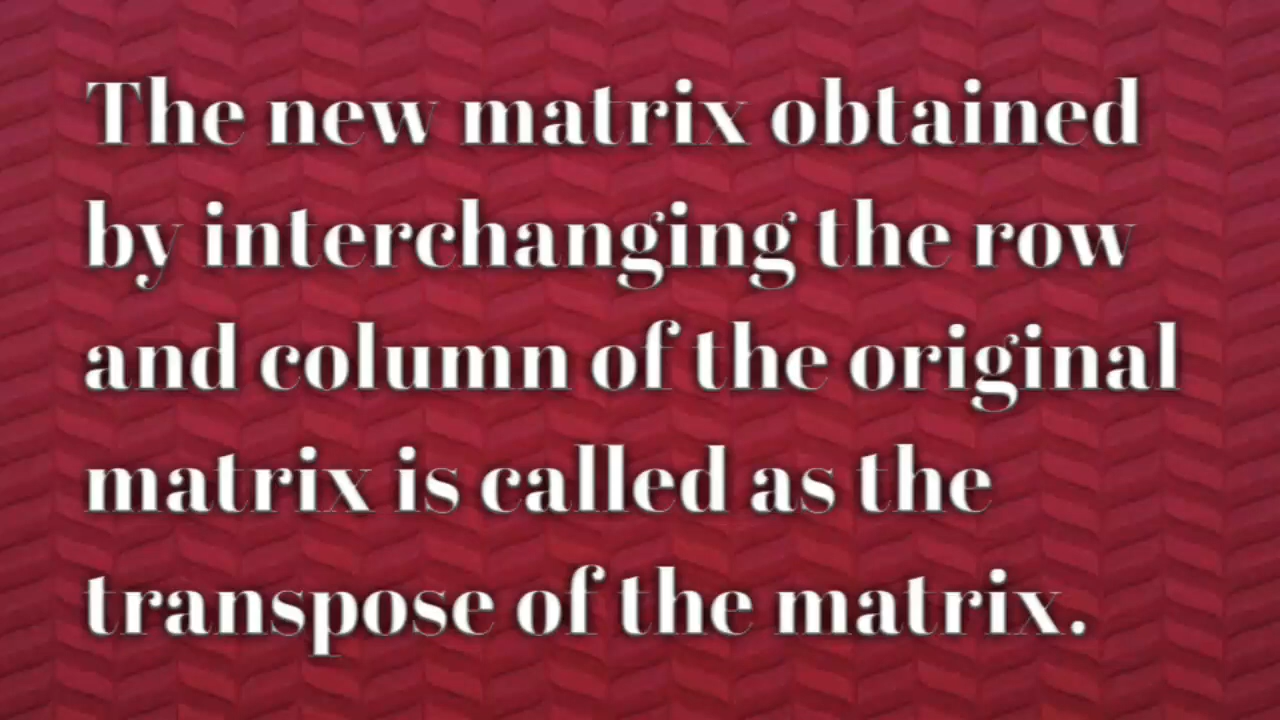 The new matrix obtained
by interchanging the row
and column of the original
matrix is called as the
transpose of the matrix.